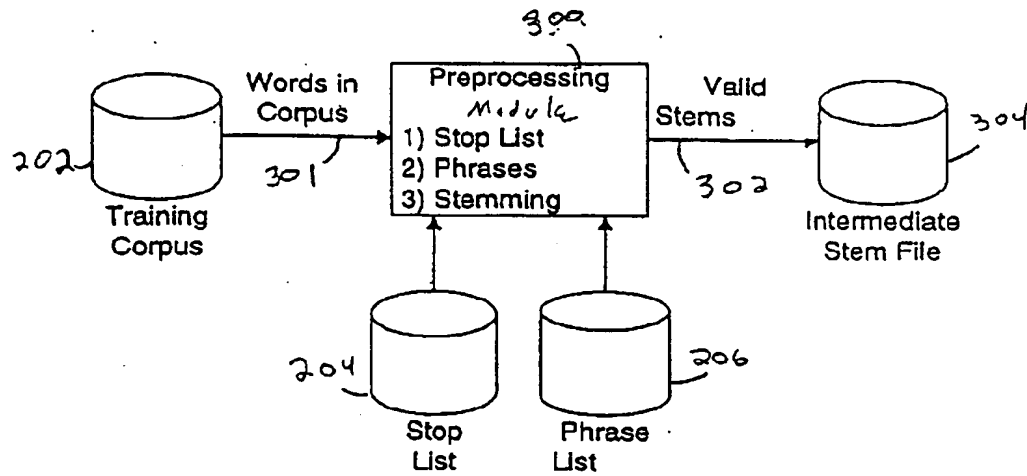 300
Words in
Corpus
Preprocessing
Module
1) Stop List
2) Phrases
3) Stemming
Valid
Stems
202
301
302
304
Training
Corpus
Intermediate
Stem File
204
206
Stop
List
Phrase
List